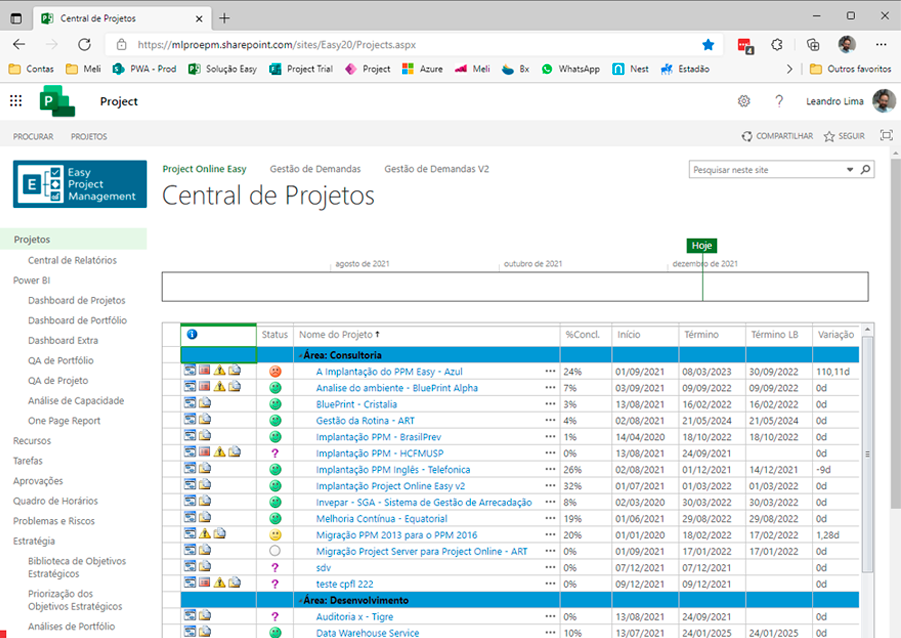 Central de Projetos
https://mlproepm.sharepoint.com/sites/Easy20/Projects.aspx
4
Contas Meli PWA - Prod Solução Easy Project Trial Project Azure Meli Bx WhatsApp Nest Estadão Outros favoritos
P Project Leandro Lima
PROCURAR PROJETOS COMPARTILHAR SEGUIR
E Easy
Project
Management
Project Online Easy Gestão de Demandas Gestão de Demandas V2
Pesquisar neste site
Central de Projetos
Projetos
Central de Relatórios
Power BI
Dashboard de Projetos
Dashboard de Portfólio
Dashboard Extra
QA de Portfólio
QA de Projeto
Análise de Capacidade
One Page Report
Recursos
Tarefas
Aprovações
Quadro de Horários
Problemas e Riscos
Estratégia
Biblioteca de Objetivos
Estratégicos
Priorização dos
Objetivos Estratégicos
Análises de Portfólio
Hoje
agosto de 2021 outubro de 2021 dezembro de 2021
Status Nome do Projeto %Concl. Início Término Término LB Variação
Área: Consultoria
A Implantação do PPM Easy - Azul ... 24% 01/09/2021 08/03/2023 30/09/2022 110,11d
Analise do ambiente - BluePrint Alpha ... 7% 03/09/2021 09/09/2022 09/09/2022 0d
BluePrint - Cristalia ... 3% 13/08/2021 16/02/2022 16/02/2022 0d
Gestão da Rotina - ART ... 4% 02/08/2021 21/05/2024 21/05/2024 0d
Implantação PPM - BrasilPrev ... 1% 14/04/2020 18/10/2022 18/10/2022 0d
? Implantação PPM - HCFMUSP ... 0% 13/08/2021 24/09/2021 0d
Implantação PPM Inglês - Telefonica ... 26% 02/08/2021 01/12/2021 14/12/2021 -9d
Implantação Project Online Easy v2 ... 32% 01/07/2021 01/03/2022 01/03/2022 0d
Invepar - SGA - Sistema de Gestão de Arrecadação ... 8% 02/03/2020 30/03/2022 30/03/2022 0d
Melhoria Contínua - Equatorial ... 19% 01/06/2021 29/08/2022 29/08/2022 0d
Migração PPM 2013 para o PPM 2016 ... 20% 01/01/2020 18/02/2022 17/02/2022 1,28d
Migração Project Server para Project Online - ART ... 0% 01/09/2021 17/01/2022 17/01/2022 0d
? sdv ... 0% 07/12/2021 07/12/2021 0d
? teste cpfl 222 ... 0% 09/12/2021 09/12/2021 0d
Área: Desenvolvimento
? Auditoria x - Tigre ... 0% 13/08/2021 24/09/2021 0d
Data Warehouse Service ... 10% 13/07/2021 24/01/2025 24/01/2025 0d